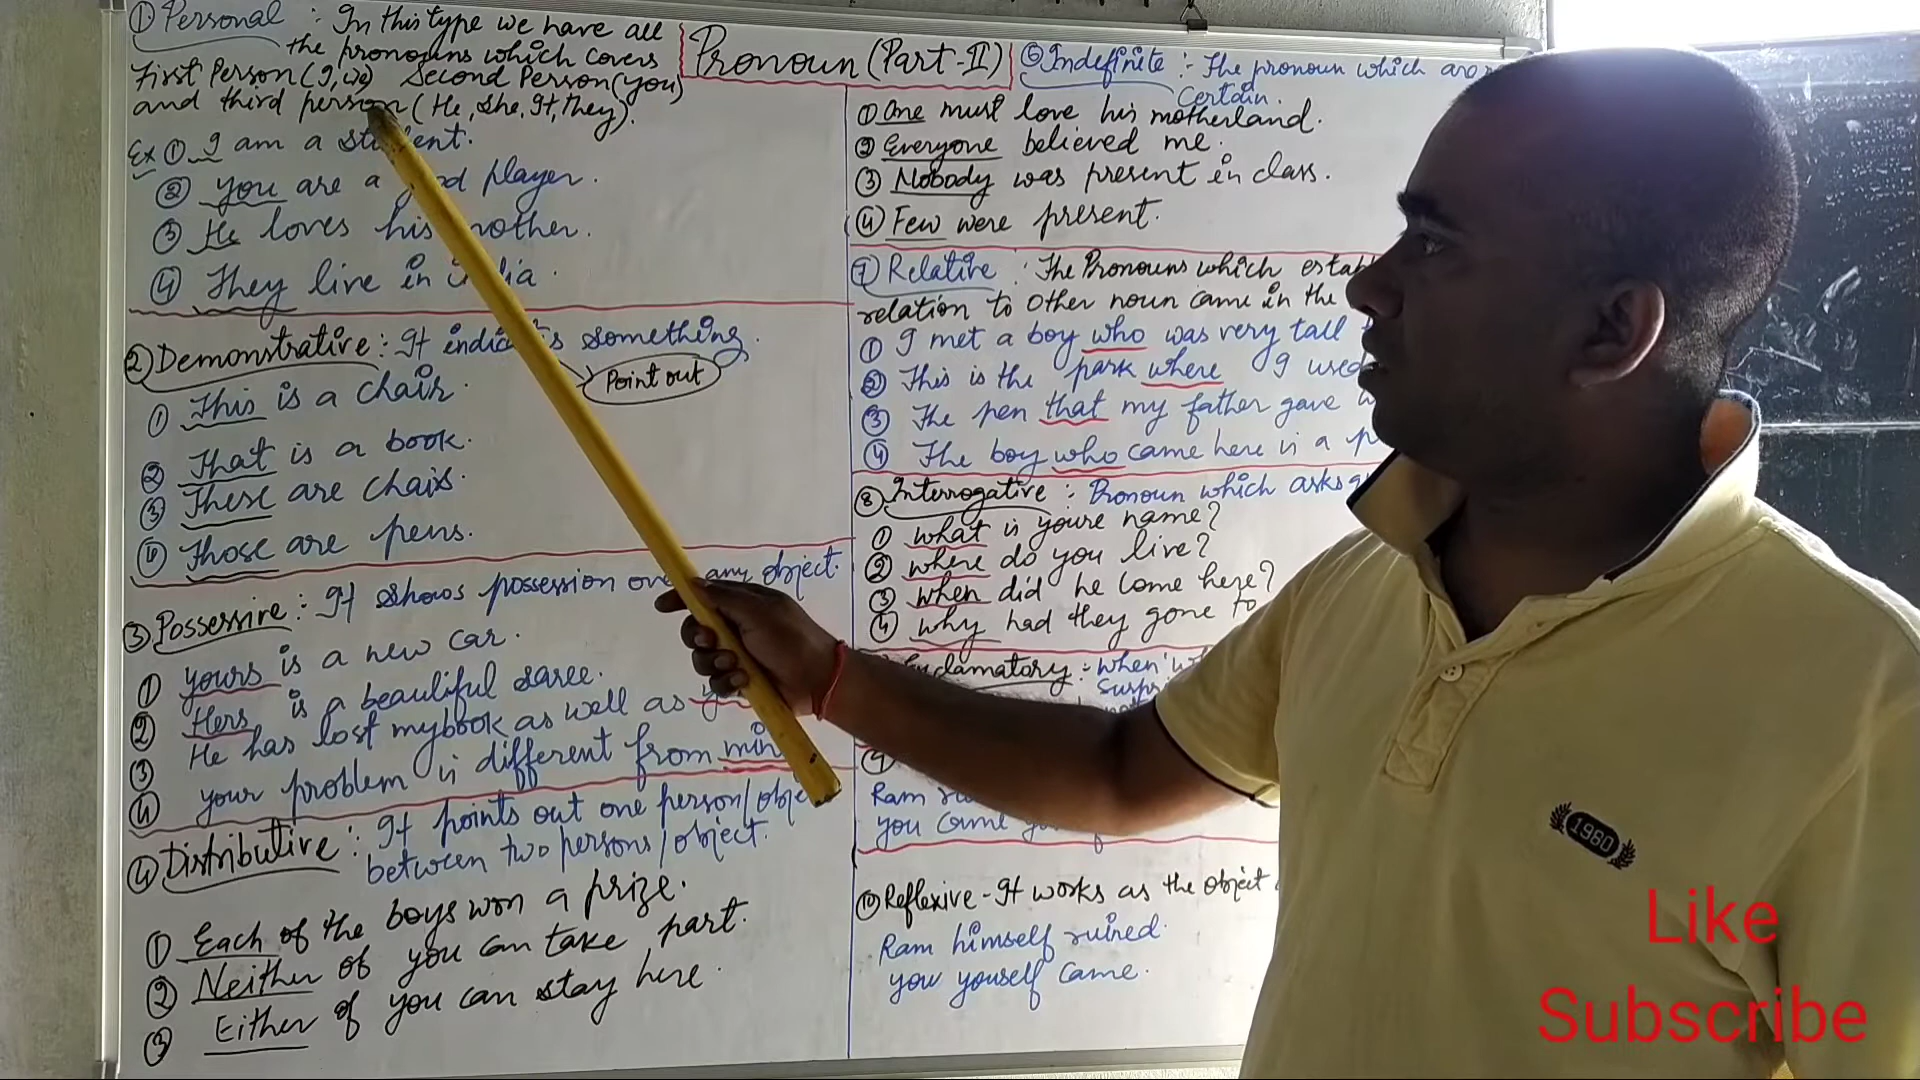 ① Personal : In this type we have all
the pronouns which covers
First Person (I, we) Second Person (you)
and third person (He, she, It, they).
Ex ① I am a student.
② you are a good player.
③ He loves his mother.
④ They live in India.
② Demonstrative : It indicates something.
Point out
① This is a chair.
② That is a book.
③ These are chairs.
④ Those are pens.
③ Possessive : It shows possession over any object.
① yours is a new car.
② Hers is a beautiful saree.
③ He has lost my book as well as
④ your problem is different from
④ Distributive : It points out one person/
between two persons/object.
① Each of the boys won a prize.
② Neither of you can take part.
③ Either of you can stay here.
Pronoun (Part-II)
⑥ Indefinite :- The pronoun which are
Certain.
① One must love his motherland.
② Everyone believed me.
③ Nobody was present in class.
④ Few were present.
⑦ Relative : The Pronouns which
relation to other noun came in the
① I met a boy who was very tall
② This is the park where I
③ The pen that my father gave
④ The boy who came here is a
⑧ Interrogative : Pronoun which asks
① what is youre name?
② where do you live?
③ when did he come here?
④ why had they gone to
Exclamatory : when
Ram
you came
⑩ Reflexive - It works as the object
Ram himself ruined.
you youself came.
1980
Like
Subscribe